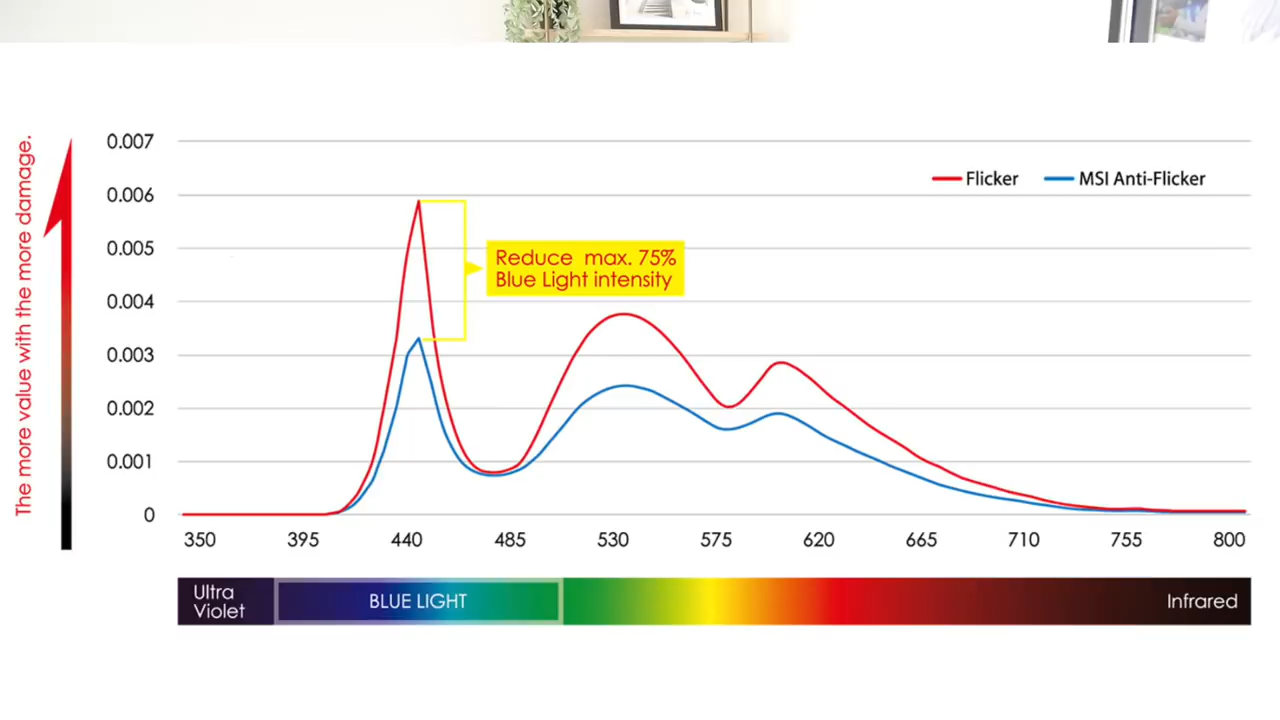 The more value with the more damage.
0.007
0.006
0.005
0.004
0.003
0.002
0.001
0
Flicker
MSI Anti-Flicker
Reduce max. 75%
Blue Light intensity
350 395 440 485 530 575 620 665 710 755 800
Ultra
Violet
BLUE LIGHT
Infrared